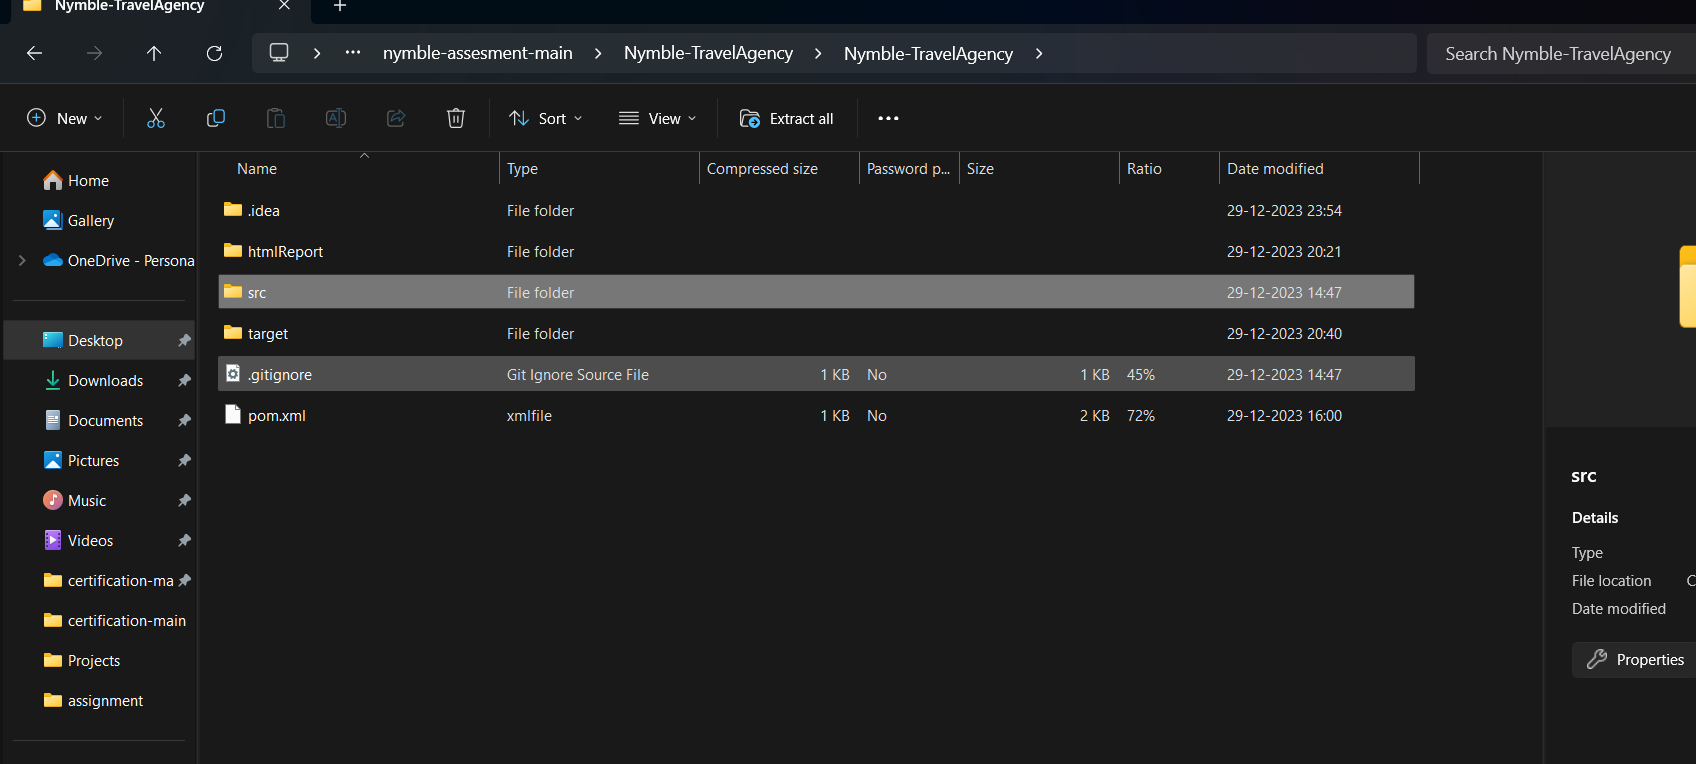 Nymble-TravelAgency
nymble-assesment-main Nymble-TravelAgency Nymble-TravelAgency Search Nymble-TravelAgency
New Sort View Extract all
Name Type Compressed size Password p... Size Ratio Date modified
Home
Gallery
OneDrive - Persona
Desktop
Downloads
Documents
Pictures
Music
Videos
certification-ma
certification-main
Projects
assignment
.idea File folder 29-12-2023 23:54
htmlReport File folder 29-12-2023 20:21
src File folder 29-12-2023 14:47
target File folder 29-12-2023 20:40
.gitignore Git Ignore Source File 1 KB No 1 KB 45% 29-12-2023 14:47
pom.xml xmlfile 1 KB No 2 KB 72% 29-12-2023 16:00
src
Details
Type
File location C
Date modified
Properties